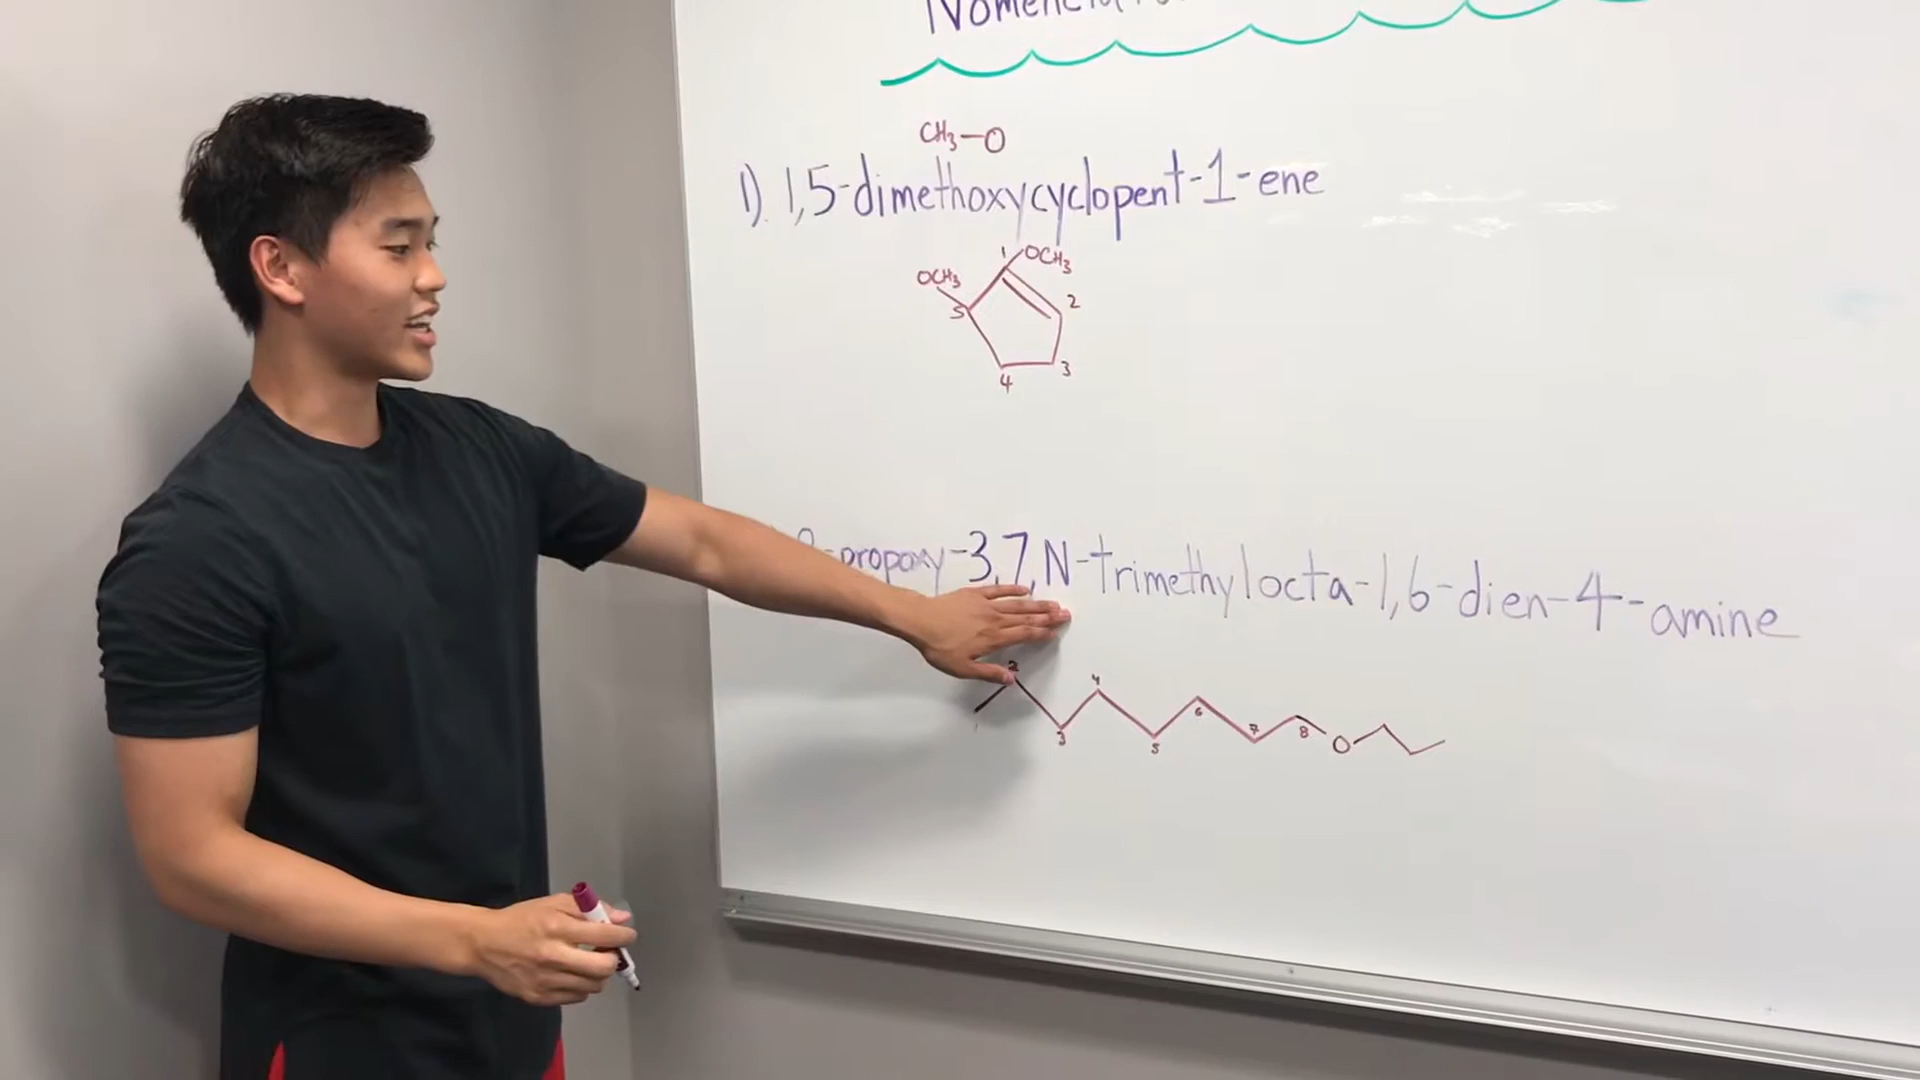 CH₃-O
1). 1,5-dimethoxycyclopent-1-ene
1 OCH₃
OCH₃
2
5
3
4
-propoxy-3,7,N-trimethylocta-1,6-dien-4-amine
2
4
6
7
8
O
3
5